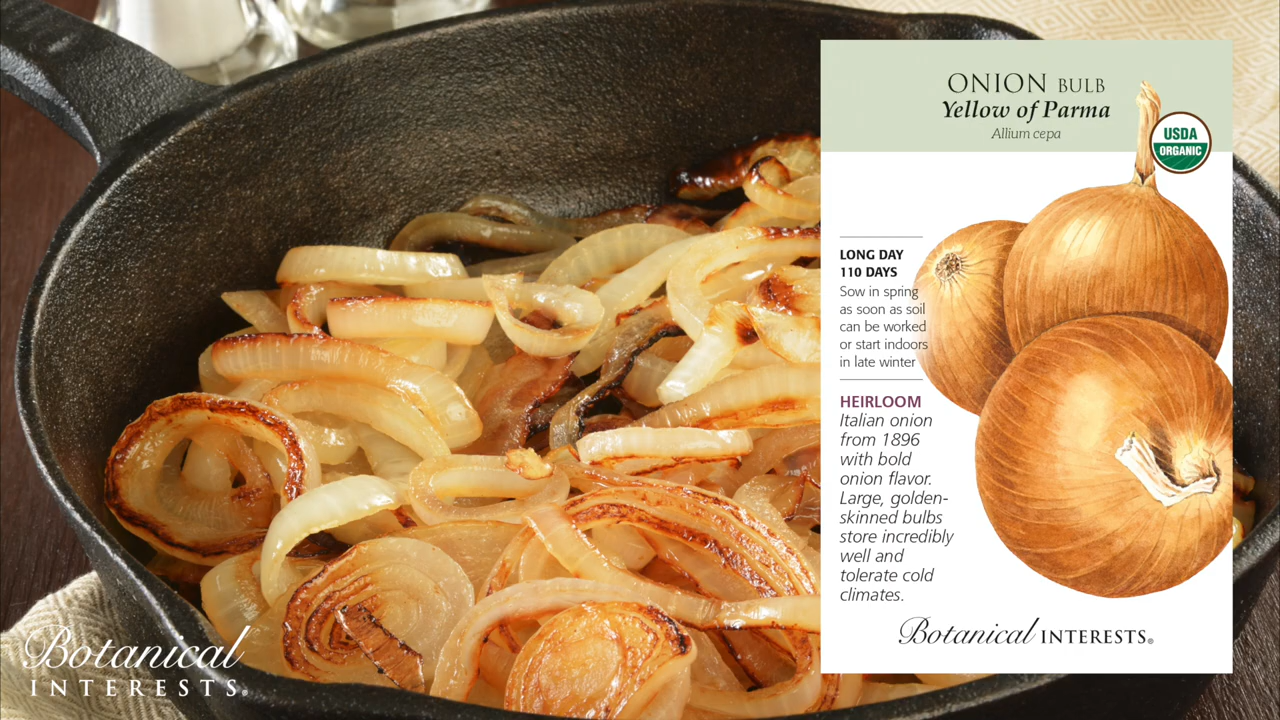 ONION BULB
Yellow of Parma
Allium cepa
USDA
ORGANIC
LONG DAY
110 DAYS
Sow in spring
as soon as soil
can be worked
or start indoors
in late winter
HEIRLOOM
Italian onion
from 1896
with bold
onion flavor.
Large, golden-
skinned bulbs
store incredibly
well and
tolerate cold
climates.
Botanical INTERESTS®
Botanical
INTERESTS®